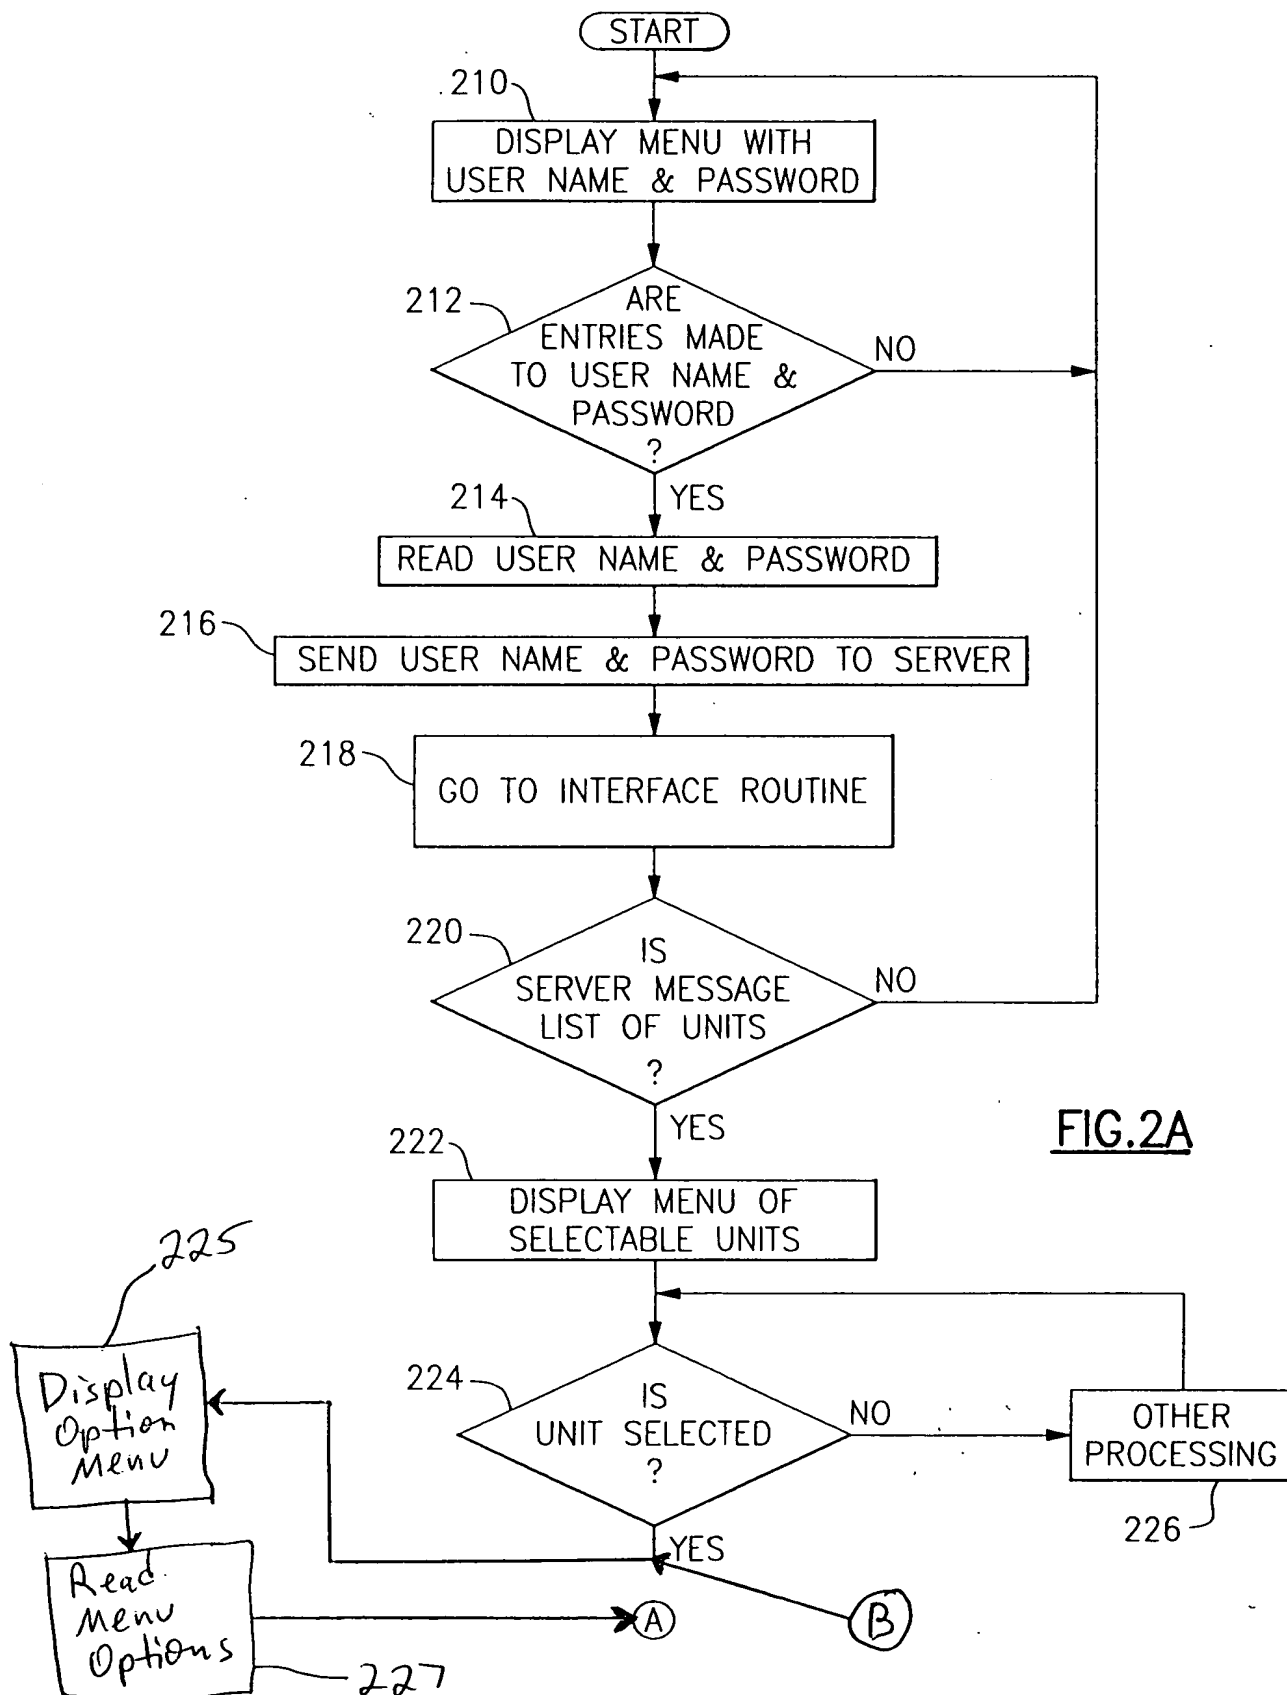 START
210
DISPLAY MENU WITH
USER NAME & PASSWORD
212
ARE
ENTRIES MADE
TO USER NAME &
PASSWORD
?
NO
YES
214
READ USER NAME & PASSWORD
216
SEND USER NAME & PASSWORD TO SERVER
218
GO TO INTERFACE ROUTINE
220
IS
SERVER MESSAGE
LIST OF UNITS
?
NO
YES
FIG.2A
222
DISPLAY MENU OF
SELECTABLE UNITS
225
Display
Option
Menu
224
IS
UNIT SELECTED
?
NO
OTHER
PROCESSING
226
YES
Read
Menu
Options
227
A
B